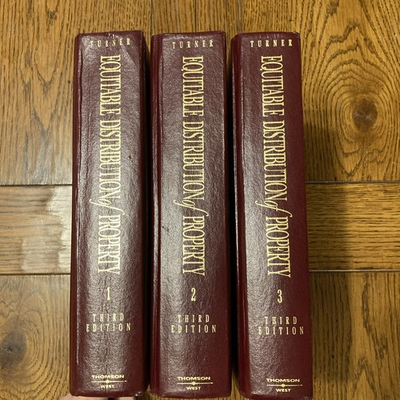 TURNER
EQUITABLE DISTRIBUTION of PROPERTY
1
THIRD
EDITION
THOMSON
WEST
TURNER
EQUITABLE DISTRIBUTION of PROPERTY
2
THIRD
EDITION
THOMSON
WEST
TURNER
EQUITABLE DISTRIBUTION of PROPERTY
3
THIRD
EDITION
THOMSON
WEST